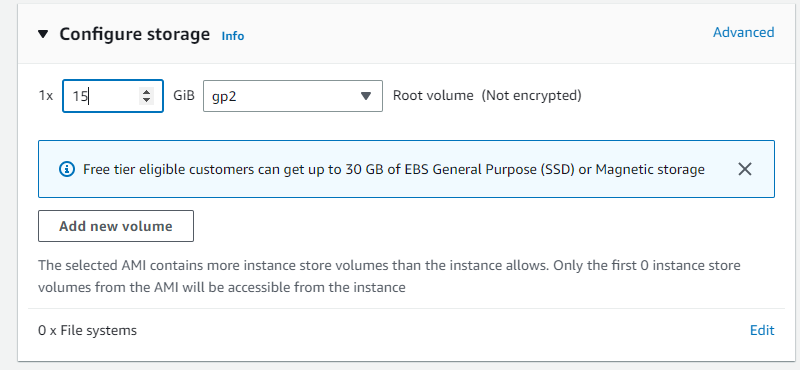 Configure storage Info Advanced
1x 15 GiB gp2 Root volume (Not encrypted)
Free tier eligible customers can get up to 30 GB of EBS General Purpose (SSD) or Magnetic storage
Add new volume
The selected AMI contains more instance store volumes than the instance allows. Only the first 0 instance store
volumes from the AMI will be accessible from the instance
0 x File systems Edit